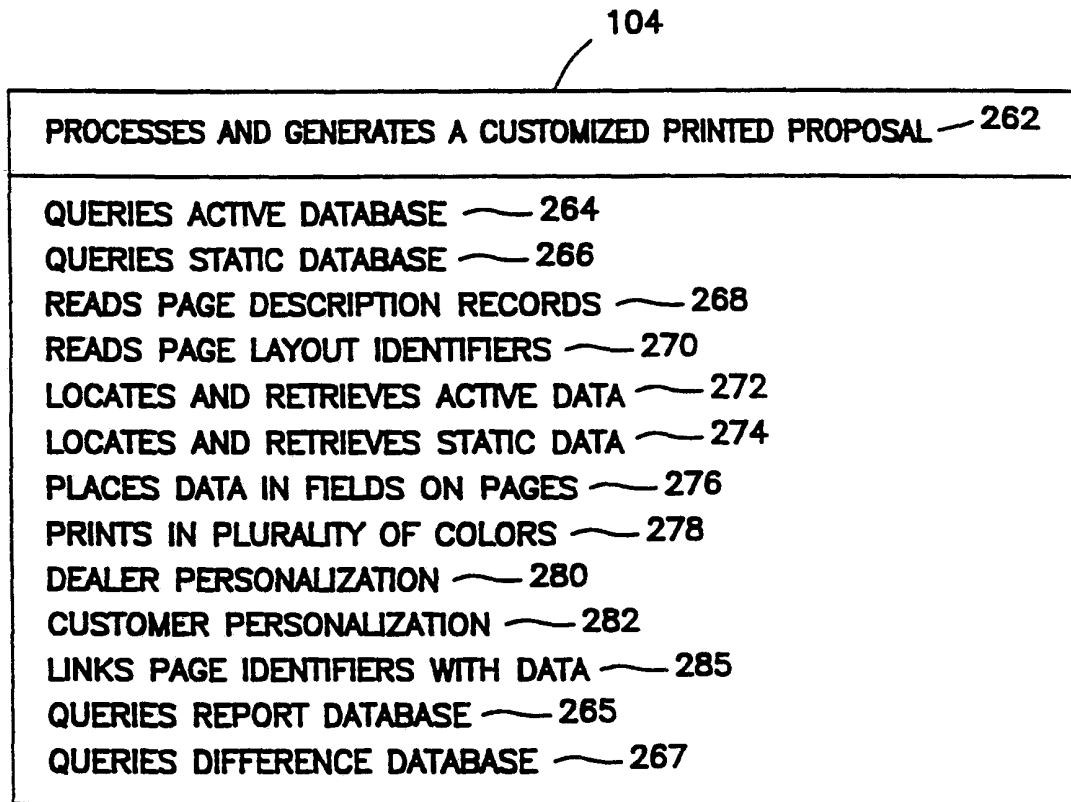 104
PROCESSES AND GENERATES A CUSTOMIZED PRINTED PROPOSAL 262
QUERIES ACTIVE DATABASE 264
QUERIES STATIC DATABASE 266
READS PAGE DESCRIPTION RECORDS 268
READS PAGE LAYOUT IDENTIFIERS 270
LOCATES AND RETRIEVES ACTIVE DATA 272
LOCATES AND RETRIEVES STATIC DATA 274
PLACES DATA IN FIELDS ON PAGES 276
PRINTS IN PLURALITY OF COLORS 278
DEALER PERSONALIZATION 280
CUSTOMER PERSONALIZATION 282
LINKS PAGE IDENTIFIERS WITH DATA 285
QUERIES REPORT DATABASE 265
QUERIES DIFFERENCE DATABASE 267